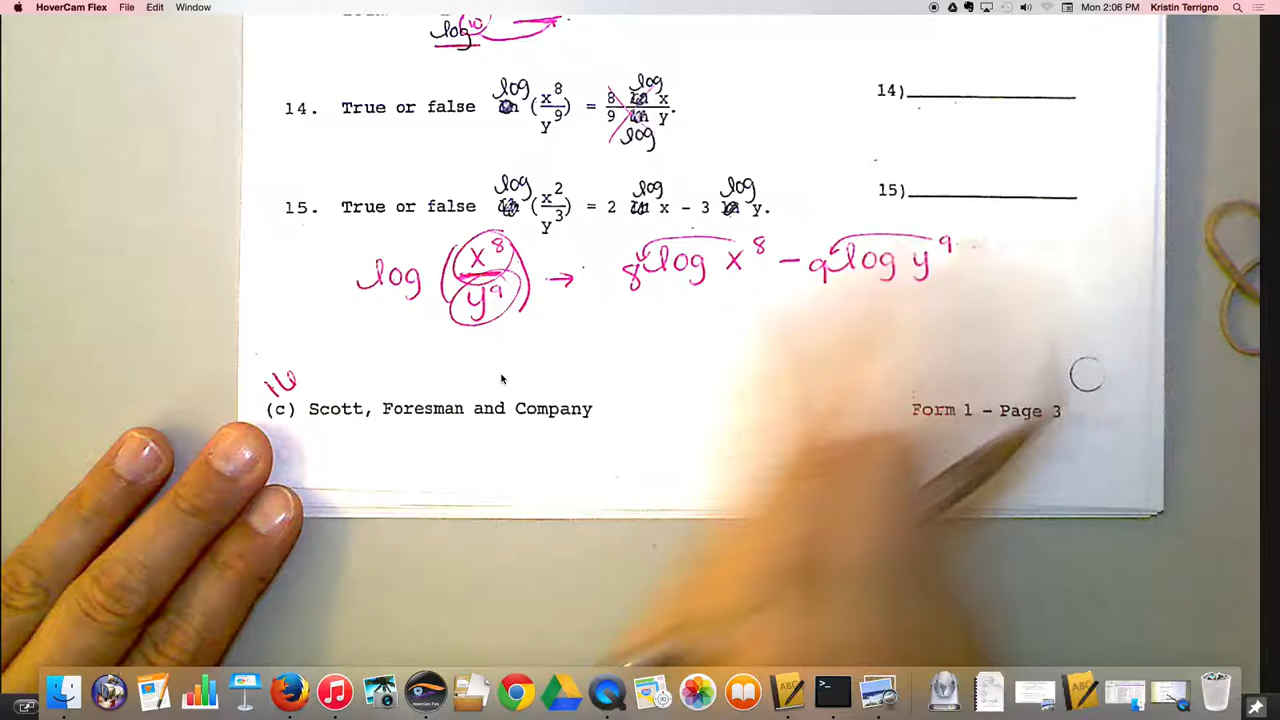 HoverCam Flex File Edit Window Mon 2:06 PM Kristin Terrigno
log (10)
14. True or false log (x^8/y^9) = 8 log x / 9 log y. 14)
15. True or false log (x^2/y^3) = 2 log x - 3 log y. 15)
log (x^8/y^9) → 8 log x^8 - 9 log y^9
16
(c) Scott, Foresman and Company Form 1 - Page 3